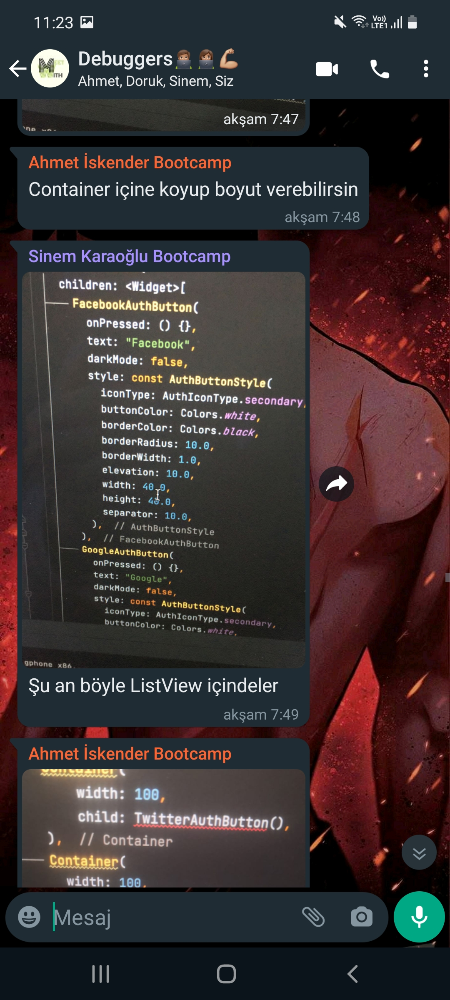 11:23
Vo))
LTE1
MEET
WITH
Debuggers
Ahmet, Doruk, Sinem, Siz
akşam 7:47
Ahmet İskender Bootcamp
Container içine koyup boyut verebilirsin
akşam 7:48
Sinem Karaoğlu Bootcamp
children: <Widget>[
FacebookAuthButton(
onPressed: () {},
text: "Facebook",
darkMode: false,
style: const AuthButtonStyle(
iconType: AuthIconType.secondary,
buttonColor: Colors.white,
borderColor: Colors.black,
borderRadius: 10.0,
borderWidth: 1.0,
elevation: 10.0,
width: 40.0,
height: 40.0,
separator: 10.0,
), // AuthButtonStyle
), // FacebookAuthButton
GoogleAuthButton(
onPressed: () {},
text: "Google",
darkMode: false,
style: const AuthButtonStyle(
iconType: AuthIconType.secondary,
buttonColor: Colors.white,
gphone x86..
Şu an böyle ListView içindeler
akşam 7:49
Ahmet İskender Bootcamp
Container(
width: 100,
child: TwitterAuthButton(),
), // Container
Container(
width: 100,
Mesaj